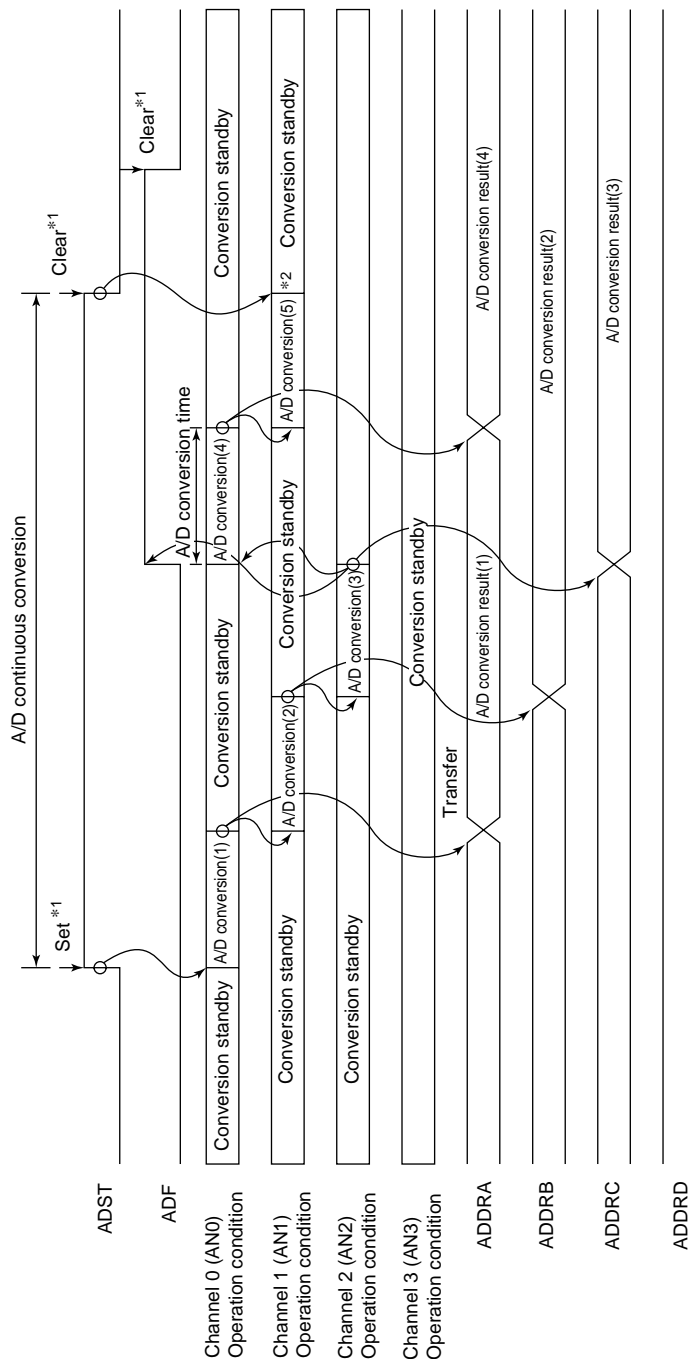 A/D continuous conversion
Set *1
Clear*1
Clear*1
ADST
ADF
A/D conversion time
Channel 0 (AN0)
Operation condition
Conversion standby
A/D conversion(1)
Conversion standby
A/D conversion(4)
Conversion standby
Channel 1 (AN1)
Operation condition
Conversion standby
A/D conversion(2)
Conversion standby
A/D conversion(5)
*2
Conversion standby
Channel 2 (AN2)
Operation condition
Conversion standby
A/D conversion(3)
Channel 3 (AN3)
Operation condition
Conversion standby
Transfer
ADDRA
A/D conversion result(1)
A/D conversion result(4)
ADDRB
A/D conversion result(2)
ADDRC
A/D conversion result(3)
ADDRD